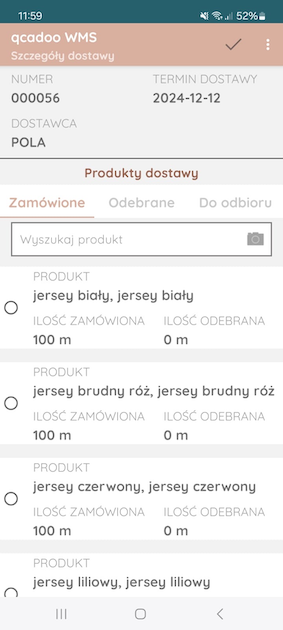 11:59
52%
qcadoo WMS
Szczegóły dostawy
NUMER
TERMIN DOSTAWY
000056
2024-12-12
DOSTAWCA
POLA
Produkty dostawy
Zamówione
Odebrane
Do odbioru
Wyszukaj produkt
PRODUKT
jersey biały, jersey biały
ILOŚĆ ZAMÓWIONA
ILOŚĆ ODEBRANA
100 m
0 m
PRODUKT
jersey brudny róż, jersey brudny róż
ILOŚĆ ZAMÓWIONA
ILOŚĆ ODEBRANA
100 m
0 m
PRODUKT
jersey czerwony, jersey czerwony
ILOŚĆ ZAMÓWIONA
ILOŚĆ ODEBRANA
100 m
0 m
PRODUKT
jersey liliowy, jersey liliowy